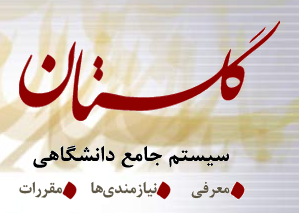 گلستان
سیستم جامع دانشگاهی
معرفی نیازمندی‌ها مقررات